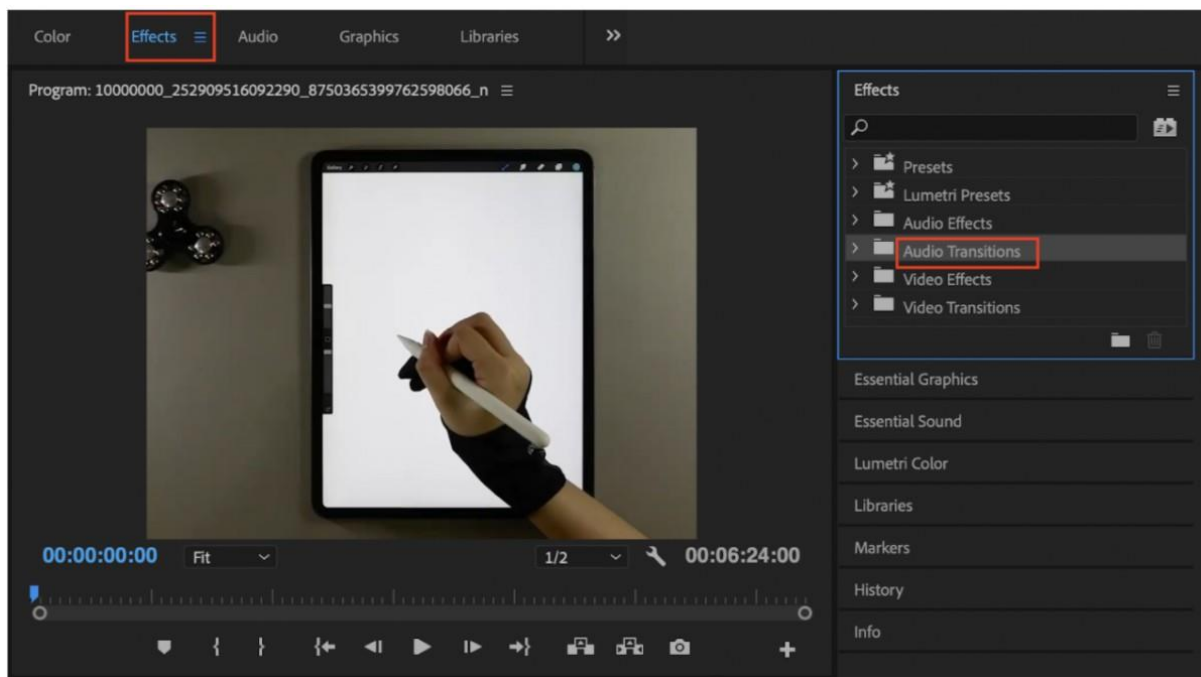 Color Effects Audio Graphics Libraries
Program: 10000000_252909516092290_8750365399762598066_n
Effects
Presets
Lumetri Presets
Audio Effects
Audio Transitions
Video Effects
Video Transitions
Essential Graphics
Essential Sound
Lumetri Color
Libraries
Markers
History
Info
00:00:00:00 Fit 1/2 00:06:24:00